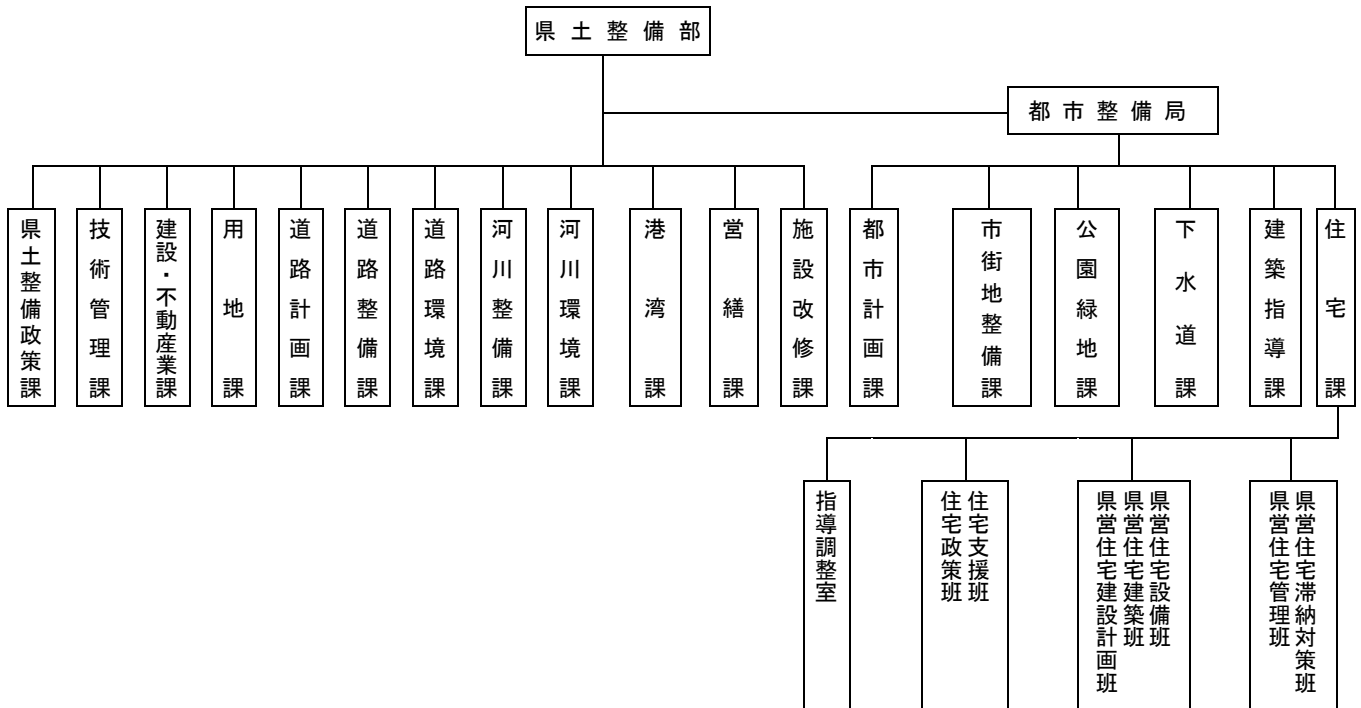 県土整備部
都市整備局
県土整備政策課
技術管理課
建設・不動産業課
用地課
道路計画課
道路整備課
道路環境課
河川整備課
河川環境課
港湾課
営繕課
施設改修課
都市計画課
市街地整備課
公園緑地課
下水道課
建築指導課
住宅課
指導調整室
住宅支援班
住宅政策班
県営住宅設備班
県営住宅建築班
県営住宅建設計画班
県営住宅滞納対策班
県営住宅管理班